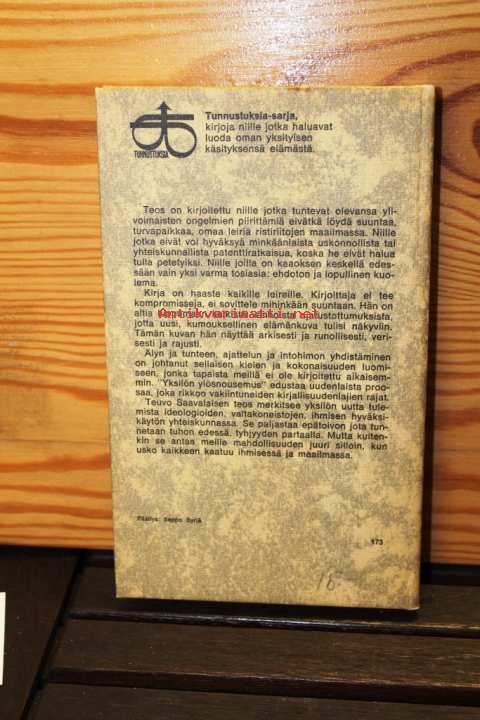 Tunnustuksia-sarja,
kirjoja niille jotka haluavat
luoda oman yksityisen
käsityksensä elämästä.
TUNNUSTUKSIA
Teos on kirjoitettu niille jotka tuntevat olevansa yli-
voimaisten ongelmien piirittämiä eivätkä löydä suuntaa,
turvapaikkaa, omaa leiriä ristiriitojen maailmassa. Niille
jotka eivät voi hyväksyä minkäänlaista uskonnollista tai
yhteiskunnallista patenttiratkaisua, koska he eivät halua
tulla petetyiksi. Niille joilla on kaaoksen keskellä edes-
sään vain yksi varma tosiasia: ehdoton ja lopullinen kuo-
lema.
Kirja on haaste kaikille leireille. Kirjoittaja ei tee
kompromisseja, ei sovittele mihinkään suuntaan. Hän on
altis
Antikvariaatti.net
jotta uusi, kumouksellinen elämänkuva tulisi näkyviin.
Tämän kuvan hän näyttää arkisesti ja runollisesti, veri-
sesti ja rajusti.
Älyn ja tunteen, ajattelun ja intohimon yhdistäminen
on johtanut sellaisen kielen ja kokonaisuuden luomi-
seen, jonka tapaista meillä ei ole kirjoitettu aikaisem-
min. "Yksilön ylösnousemus" edustaa uudenlaista proo-
saa, joka rikkoo vakiintuneiden kirjallisuudenlajien rajat.
Teuvo Saavalaisen teos merkitsee yksilön uutta tule-
mista ideologioiden, valtakoneistojen, ihmisen hyväksi-
käytön yhteiskunnassa. Se paljastaa epätoivon jota tun-
netaan tuhon edessä, tyhjyyden partaalla. Mutta kuiten-
kin se antaa meille mahdollisuuden juuri silloin, kun
usko kaikkeen kaatuu ihmisessä ja maailmassa.
Päällys: Seppo Syrjä
173
15